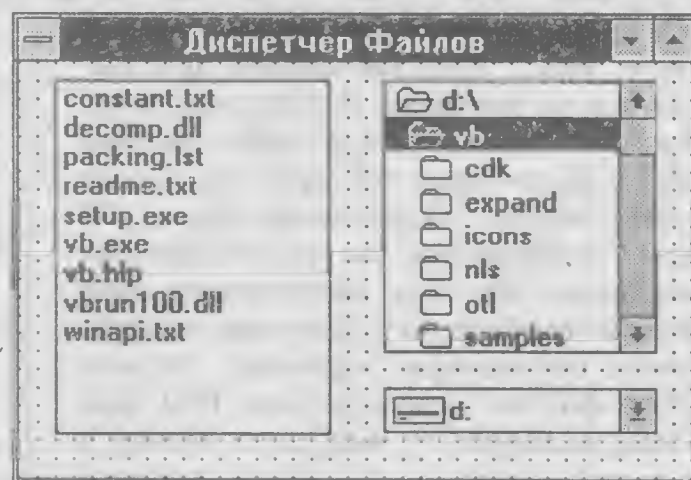 Диспетчер Файлов
constant.txt
decomp.dll
packing.lst
readme.txt
setup.exe
vb.exe
vb.hlp
vbrun100.dll
winapi.txt
d:\
vb
cdk
expand
icons
nls
otl
samples
d: